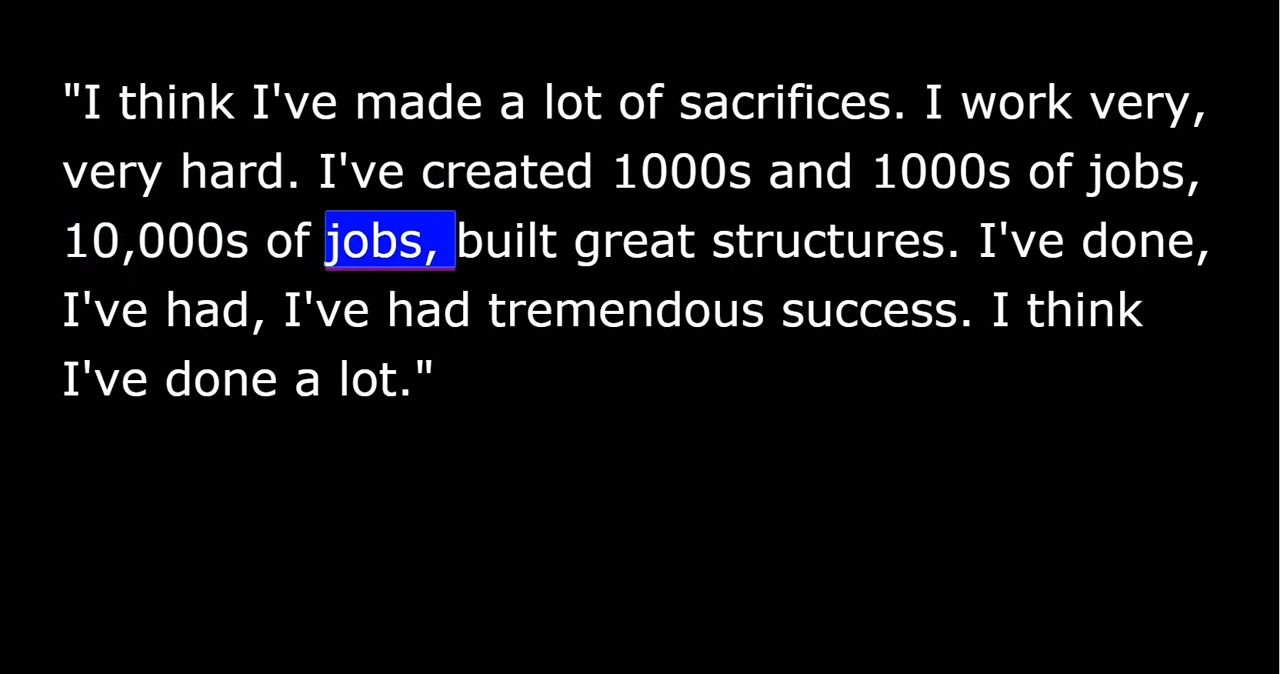 "I think I've made a lot of sacrifices. I work very,
very hard. I've created 1000s and 1000s of jobs,
10,000s of jobs, built great structures. I've done,
I've had, I've had tremendous success. I think
I've done a lot."